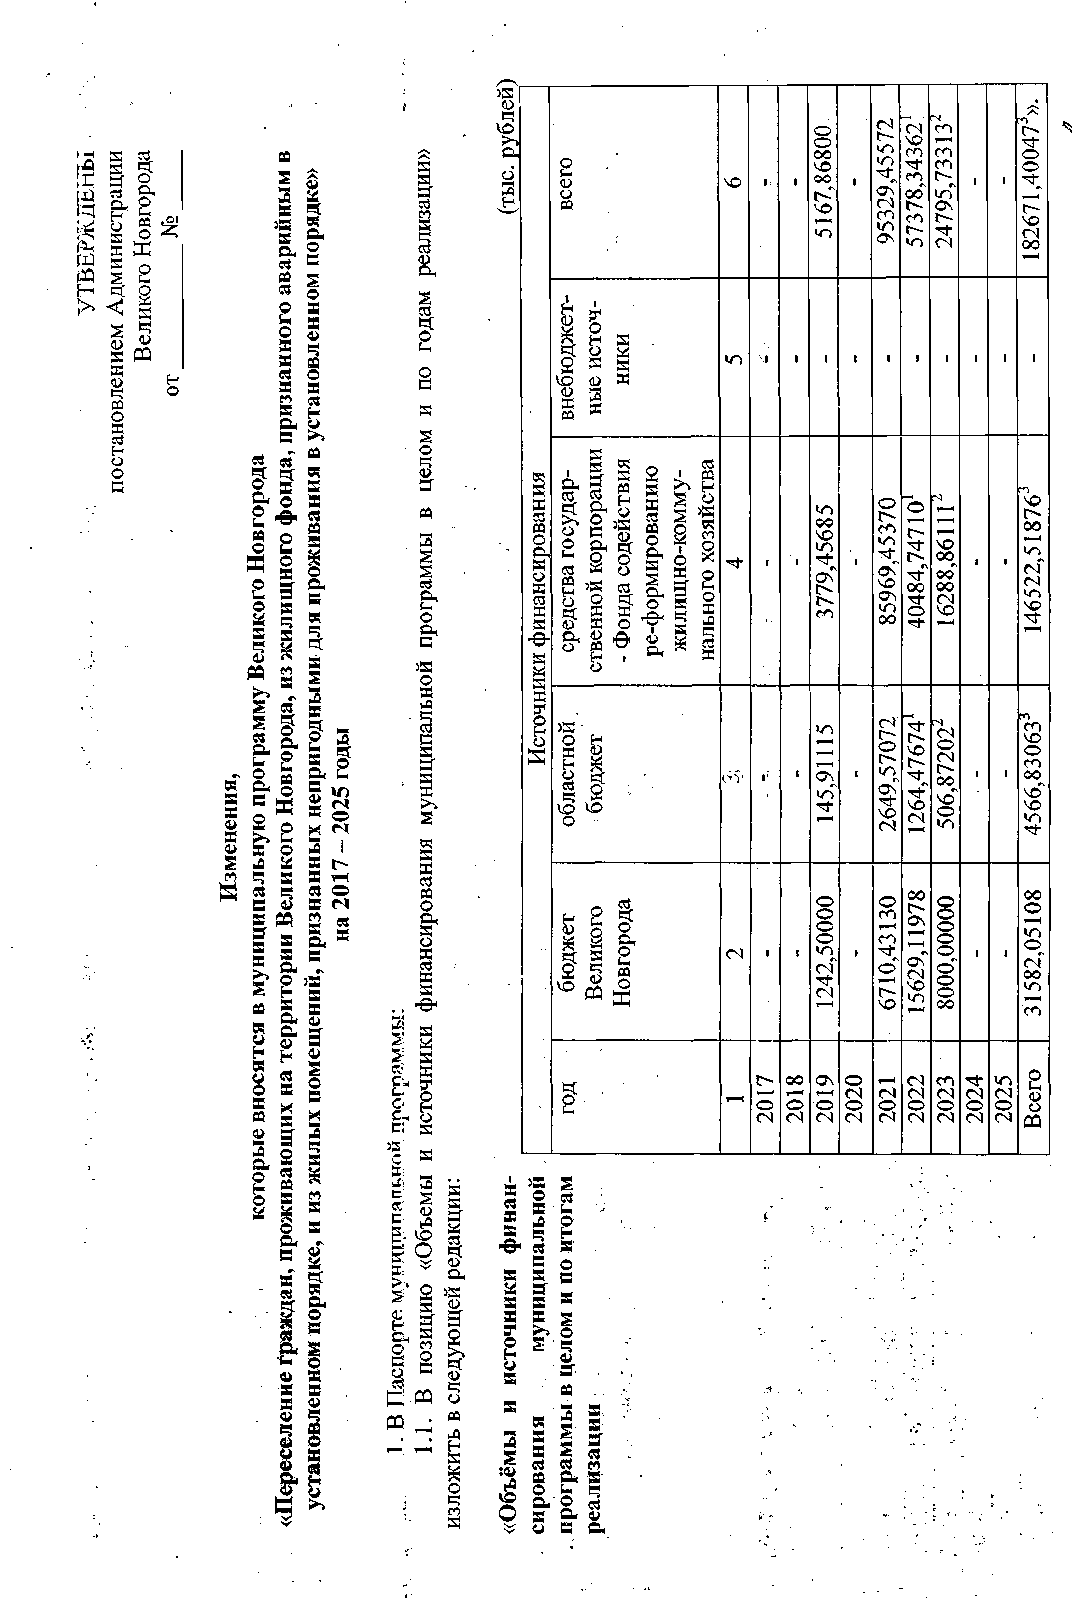 УТВЕРЖДЕНЫ
постановлением Администрации
Великого Новгорода
от __________ № _____
Изменения,
которые вносятся в муниципальную программу Великого Новгорода
«Переселение граждан, проживающих на территории Великого Новгорода, из жилищного фонда, признанного аварийным в
установленном порядке, и из жилых помещений, признанных непригодными для проживания в установленном порядке»
на 2017 – 2025 годы
1. В Паспорте муниципальной программы:
1.1. В позицию «Объемы и источники финансирования муниципальной программы в целом и по годам реализации»
изложить в следующей редакции:
(тыс. рублей)
«Объёмы и источники финан-
сирования муниципальной
программы в целом и по итогам
реализации
Источники финансирования
год
бюджет
Великого
Новгорода
областной
бюджет
средства государ-
ственной корпорации
- Фонда содействия
ре-формированию
жилищно-комму-
нального хозяйства
внебюджет-
ные источ-
ники
всего
1 2 3 4 5 6
2017 - - - - -
2018 - - - - -
2019 1242,50000 145,91115 3779,45685 - 5167,86800
2020 - - - - -
2021 6710,43130 2649,57072 85969,45370 - 95329,45572
2022 15629,11978 1264,47674¹ 40484,74710¹ - 57378,34362¹
2023 8000,00000 506,87202² 16288,86111² - 24795,73313²
2024 - - - - -
2025 - - - - -
Всего 31582,05108 4566,83063³ 146522,51876³ - 182671,40047³».